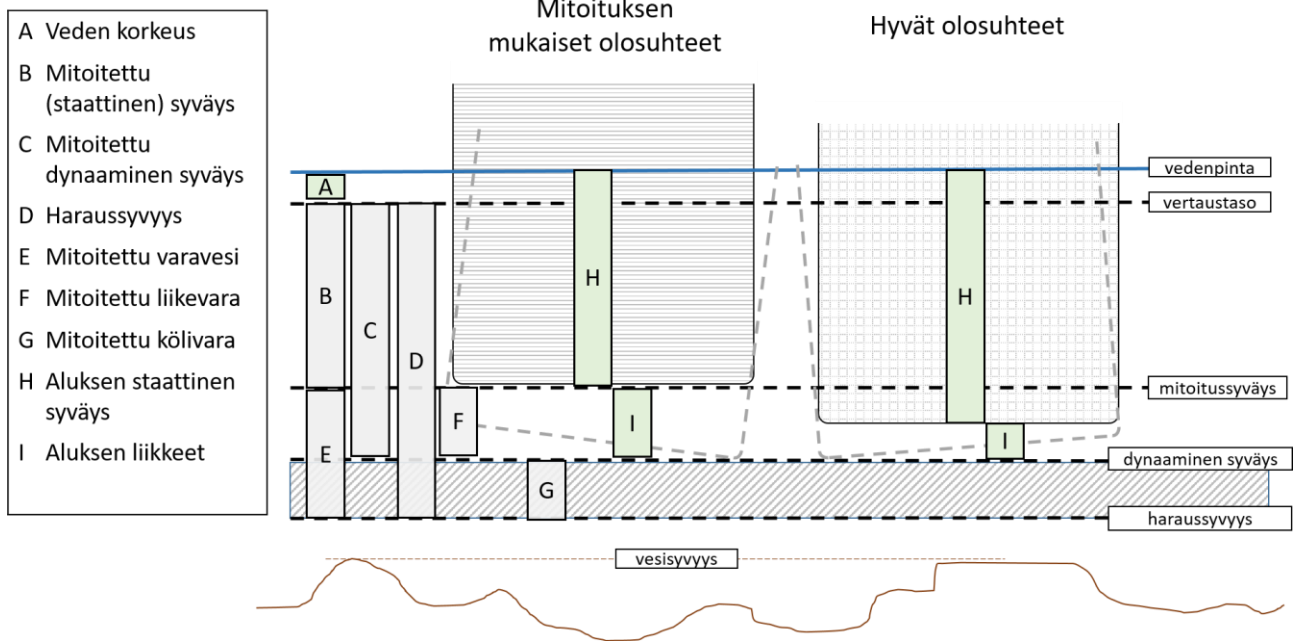 A Veden korkeus
B Mitoitettu
(staattinen) syväys
C Mitoitettu
dynaaminen syväys
D Haraussyvyys
E Mitoitettu varavesi
F Mitoitettu liikevara
G Mitoitettu kölivara
H Aluksen staattinen
syväys
I Aluksen liikkeet
Mitoituksen
mukaiset olosuhteet
Hyvät olosuhteet
vedenpinta
A
vertaustaso
B
C
D
H
H
mitoitussyväys
E
F
I
I
dynaaminen syväys
G
haraussyvyys
vesisyvyys